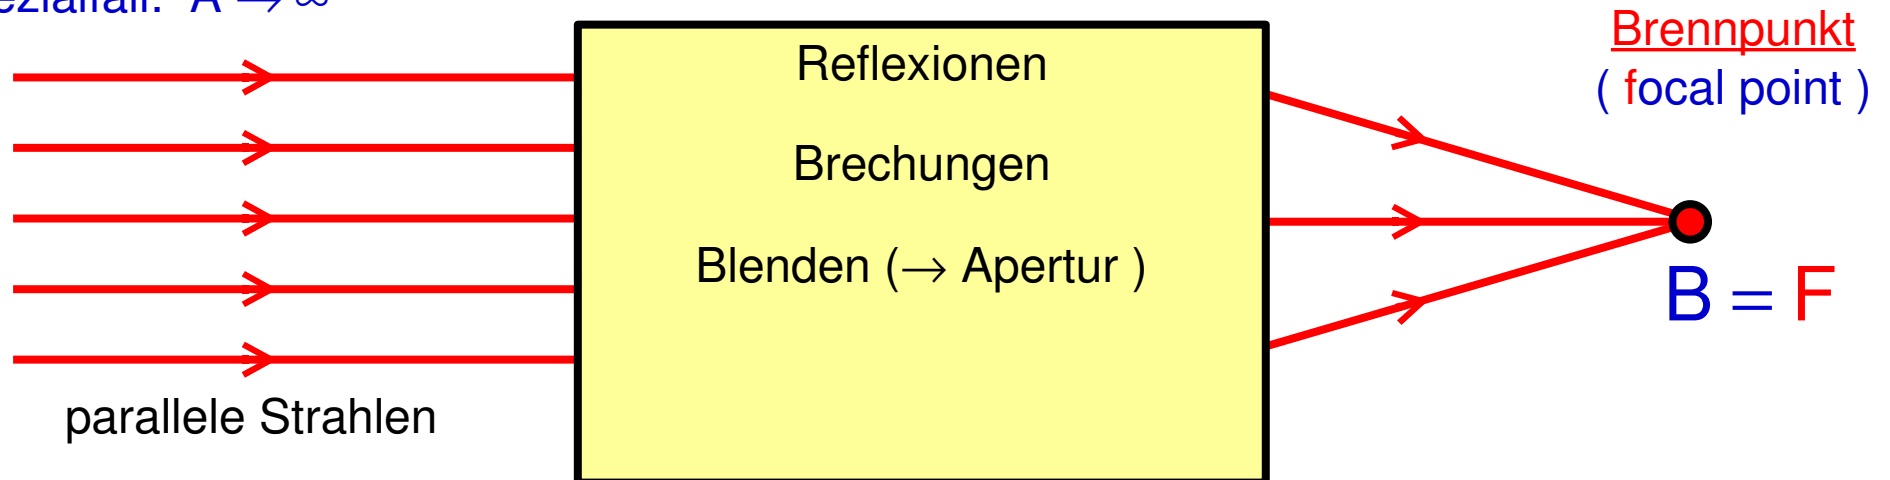 A → ∞
Brennpunkt
( focal point )
Reflexionen
Brechungen
Blenden (→ Apertur )
B = F
parallele Strahlen